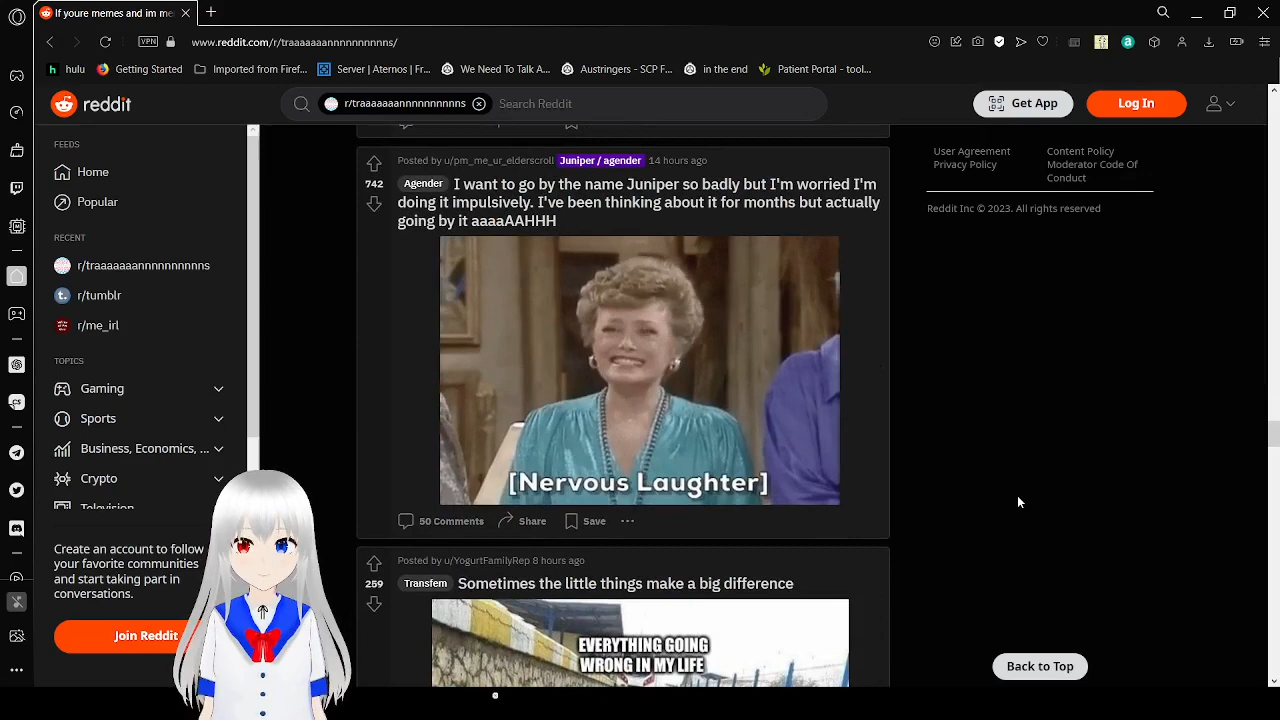 If youre memes and im me
www.reddit.com/r/traaaaaaannnnnnnnnns/
VPN
hulu
Getting Started
Imported from Firef...
Server | Aternos | Fr...
We Need To Talk A...
Austringers - SCP F...
in the end
Patient Portal - tool...
reddit
r/traaaaaaannnnnnnnnns
Search Reddit
Get App
Log In
FEEDS
Home
Popular
RECENT
r/traaaaaaannnnnnnnnns
r/tumblr
r/me_irl
TOPICS
Gaming
Sports
Business, Economics, ...
Crypto
Television
Create an account to follow
your favorite communities
and start taking part in
conversations.
Join Reddit
Posted by u/pm_me_ur_elderscroll Juniper / agender 14 hours ago
742
Agender I want to go by the name Juniper so badly but I'm worried I'm
doing it impulsively. I've been thinking about it for months but actually
going by it aaaaAAHHH
[Nervous Laughter]
50 Comments Share Save
Posted by u/YogurtFamilyRep 8 hours ago
259
Transfem Sometimes the little things make a big difference
EVERYTHING GOING
WRONG IN MY LIFE
User Agreement
Privacy Policy
Content Policy
Moderator Code Of
Conduct
Reddit Inc © 2023. All rights reserved
Back to Top